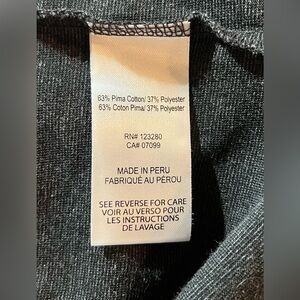 63% Pima Cotton/ 37% Polyester
63% Coton Pima/ 37% Polyester
RN# 123280
CA# 07099
MADE IN PERU
FABRIQUÉ AU PÉROU
SEE REVERSE FOR CARE
VOIR AU VERSO POUR
LES INSTRUCTIONS
DE LAVAGE